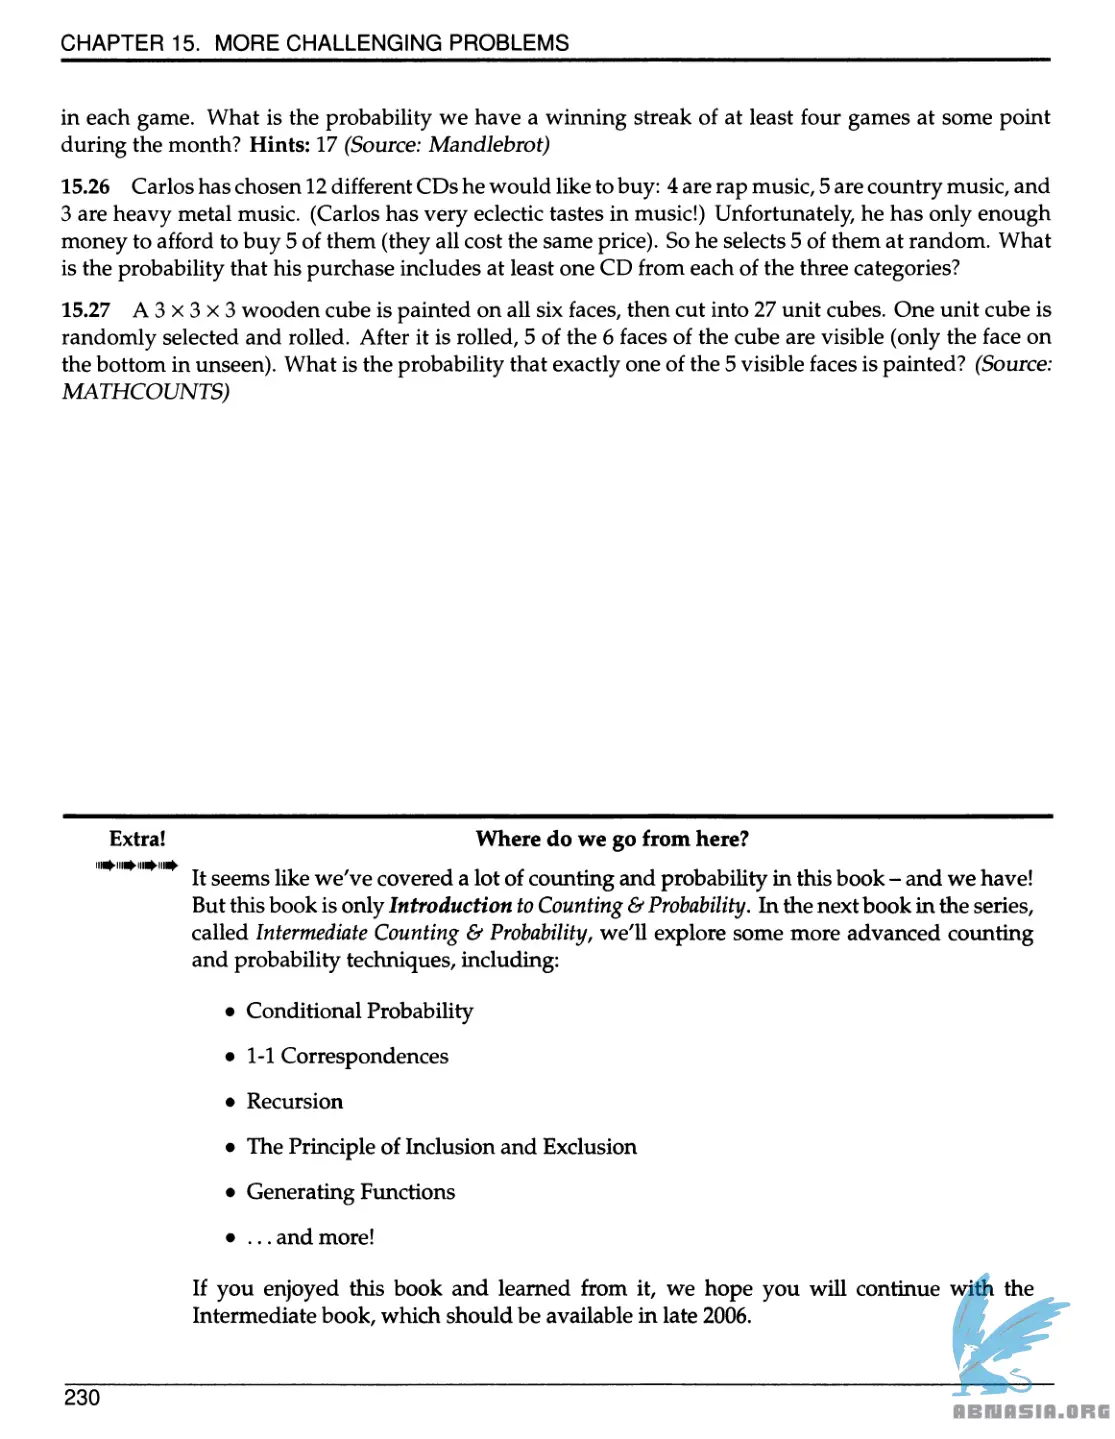 CHAPTER 15. MORE CHALLENGING PROBLEMS
in each game. What is the probability we have a winning streak of at least four games at some point
during the month? Hints: 17 (Source: Mandlebrot)
15.26 Carlos has chosen 12 different CDs he would like to buy: 4 are rap music, 5 are country music, and
3 are heavy metal music. (Carlos has very eclectic tastes in music!) Unfortunately, he has only enough
money to afford to buy 5 of them (they all cost the same price). So he selects 5 of them at random. What
is the probability that his purchase includes at least one CD from each of the three categories?
15.27 A 3 × 3 × 3 wooden cube is painted on all six faces, then cut into 27 unit cubes. One unit cube is
randomly selected and rolled. After it is rolled, 5 of the 6 faces of the cube are visible (only the face on
the bottom in unseen). What is the probability that exactly one of the 5 visible faces is painted? (Source:
MATHCOUNTS)
Extra! Where do we go from here?
It seems like we've covered a lot of counting and probability in this book – and we have!
But this book is only Introduction to Counting & Probability. In the next book in the series,
called Intermediate Counting & Probability, we'll explore some more advanced counting
and probability techniques, including:
• Conditional Probability
• 1-1 Correspondences
• Recursion
• The Principle of Inclusion and Exclusion
• Generating Functions
• ...and more!
If you enjoyed this book and learned from it, we hope you will continue with the
Intermediate book, which should be available in late 2006.
230
ABNASIA.ORG